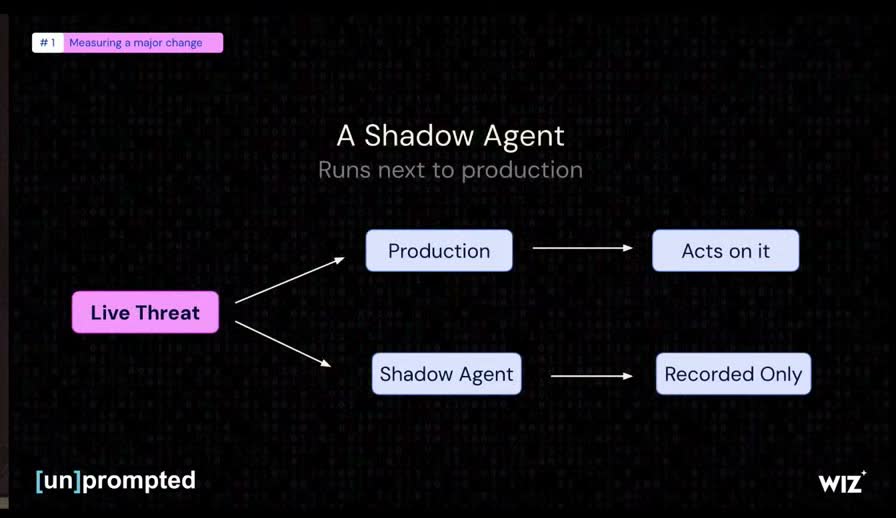 # 1 Measuring a major change
A Shadow Agent
Runs next to production
Production
Acts on it
Live Threat
Shadow Agent
Recorded Only
[un]prompted
WIZ